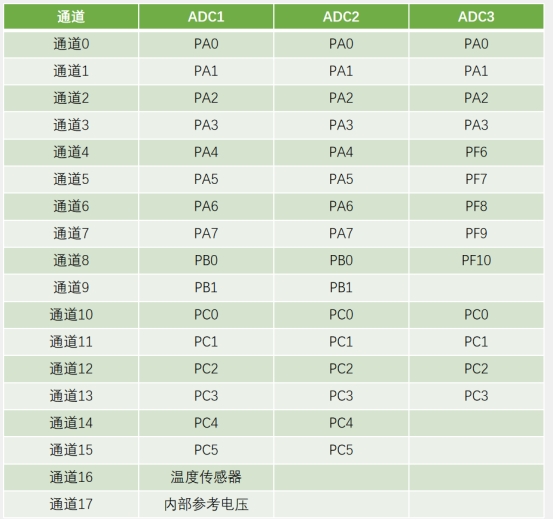 通道 ADC1 ADC2 ADC3
通道0 PA0 PA0 PA0
通道1 PA1 PA1 PA1
通道2 PA2 PA2 PA2
通道3 PA3 PA3 PA3
通道4 PA4 PA4 PF6
通道5 PA5 PA5 PF7
通道6 PA6 PA6 PF8
通道7 PA7 PA7 PF9
通道8 PB0 PB0 PF10
通道9 PB1 PB1
通道10 PC0 PC0 PC0
通道11 PC1 PC1 PC1
通道12 PC2 PC2 PC2
通道13 PC3 PC3 PC3
通道14 PC4 PC4
通道15 PC5 PC5
通道16 温度传感器
通道17 内部参考电压